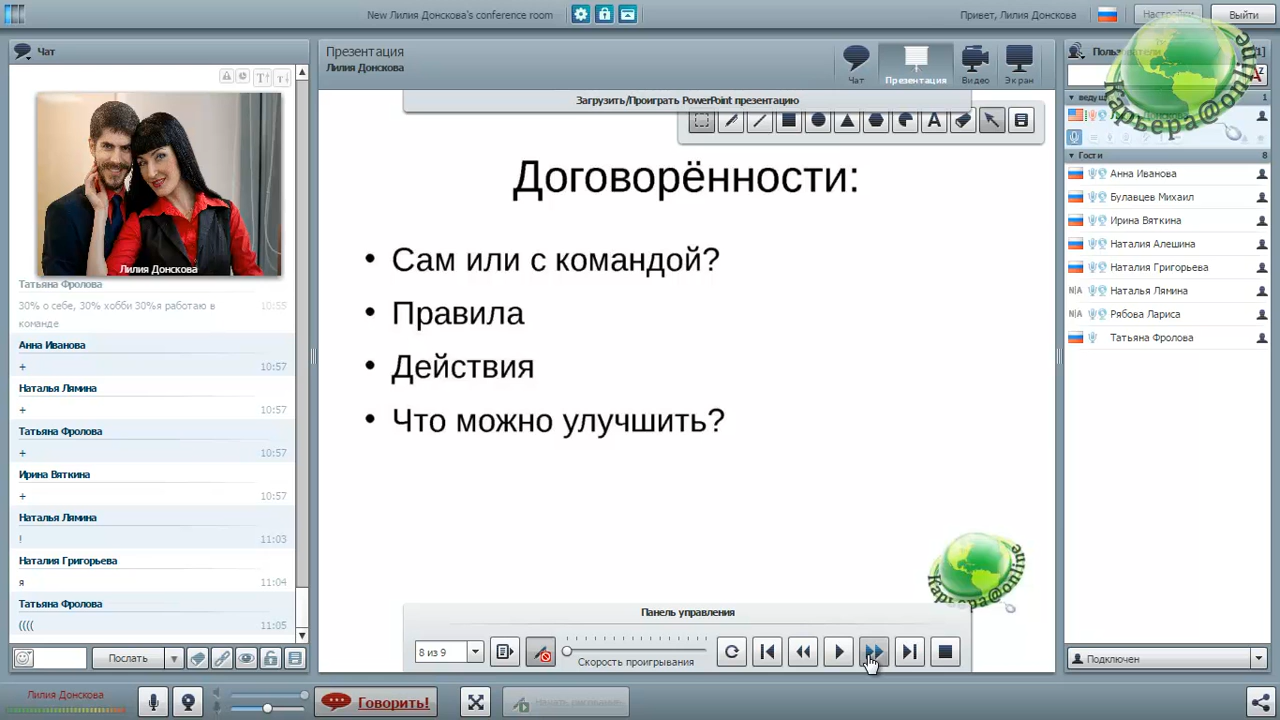 New Лилия Донскова's conference room
Привет, Лилия Донскова
Настройки
Выйти
Чат
Лилия Донскова
Татьяна Фролова
30% о себе, 30% хобби 30%я работаю в
команде
10:55
Анна Иванова
+
10:57
Наталья Лямина
+
10:57
Татьяна Фролова
+
10:57
Ирина Вяткина
+
10:57
Наталья Лямина
!
11:03
Наталия Григорьева
я
11:04
Татьяна Фролова
((((
11:05
Послать
Презентация
Лилия Донскова
Чат
Презентация
Видео
Экран
Загрузить/Проиграть PowerPoint презентацию
Договорённости:
• Сам или с командой?
• Правила
• Действия
• Что можно улучшить?
Карьера@online
Панель управления
8 из 9
Скорость проигрывания
Пользователи
[1]
ведущ
1
Гости
8
Анна Иванова
Булавцев Михаил
Ирина Вяткина
Наталия Алешина
Наталия Григорьева
N|A Наталья Лямина
N|A Рябова Лариса
Татьяна Фролова
Карьера@online
Подключен
Лилия Донскова
Говорить!